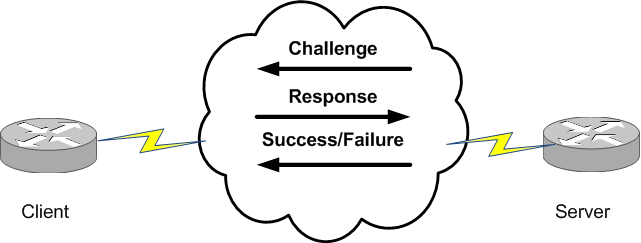 Challenge
Response
Success/Failure
Client
Server